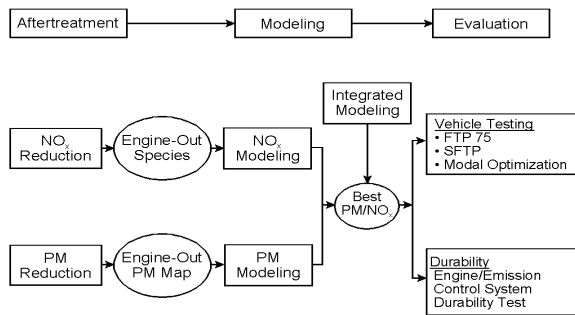 Aftertreatment
Modeling
Evaluation
Integrated
Modeling
NOx
Reduction
Engine-Out
Species
NOx
Modeling
Best
PM/NOx
Vehicle Testing
• FTP 75
• SFTP
• Modal Optimization
PM
Reduction
Engine-Out
PM Map
PM
Modeling
Durability
Engine/Emission
Control System
Durability Test